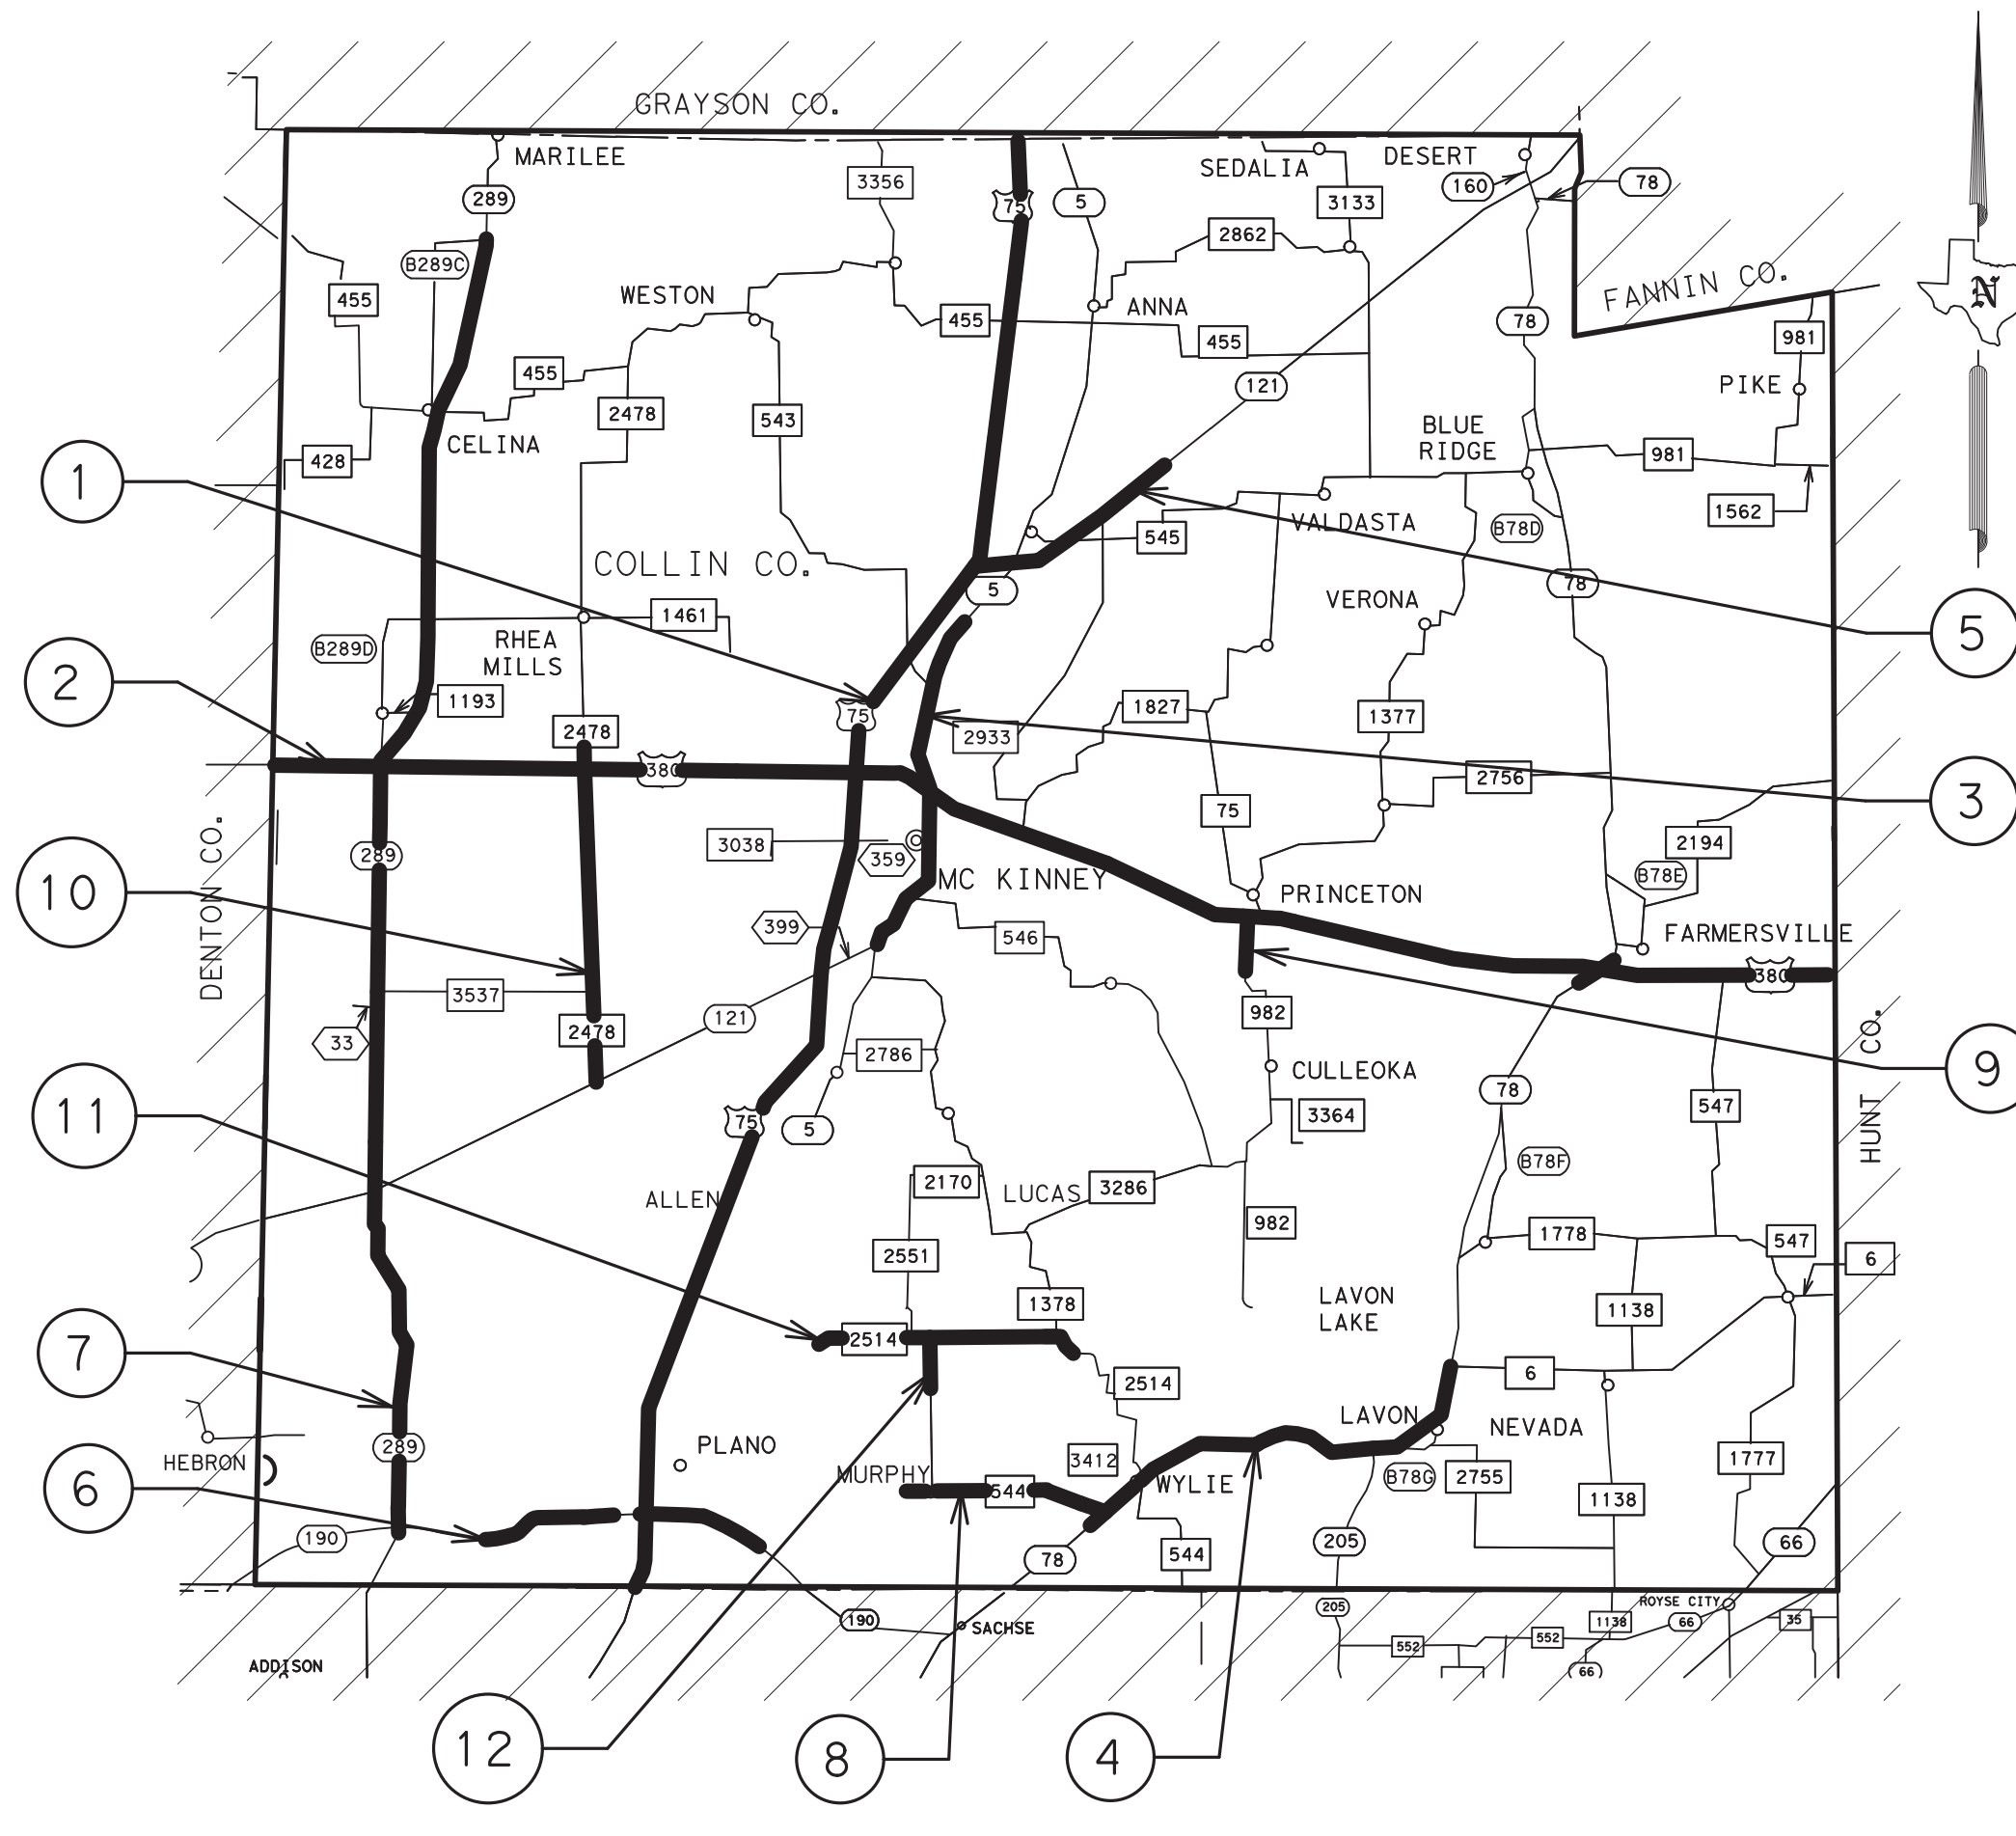 GRAYSON CO.
MARILEE
SEDALIA
DESERT
3356
160
78
289
75
5
3133
2862
B289C
FANNIN CO.
N
455
WESTON
ANNA
455
78
981
455
455
121
PIKE
2478
543
BLUE
RIDGE
CELINA
428
981
1
1562
VALDASTA
B78D
545
COLLIN CO.
5
78
VERONA
1461
RHEA
MILLS
B289D
5
2
1193
1827
75
1377
2478
2933
380
2756
3
75
DENTON CO.
3038
359
289
2194
B78E
10
MC KINNEY
PRINCETON
399
546
FARMERSVILLE
380
3537
982
121
2478
33
HUNT CO.
2786
9
CULLEOKA
78
547
11
75
5
3364
B78F
ALLEN
2170
LUCAS
3286
982
1778
547
2551
6
1378
LAVON
LAKE
1138
7
2514
2514
6
LAVON
NEVADA
289
PLANO
HEBRON
MURPHY
3412
WYLIE
B78G
2755
1777
6
544
1138
190
205
66
78
544
190
SACHSE
205
ROYSE CITY
1138
66
35
552
552
66
ADDISON
12
8
4